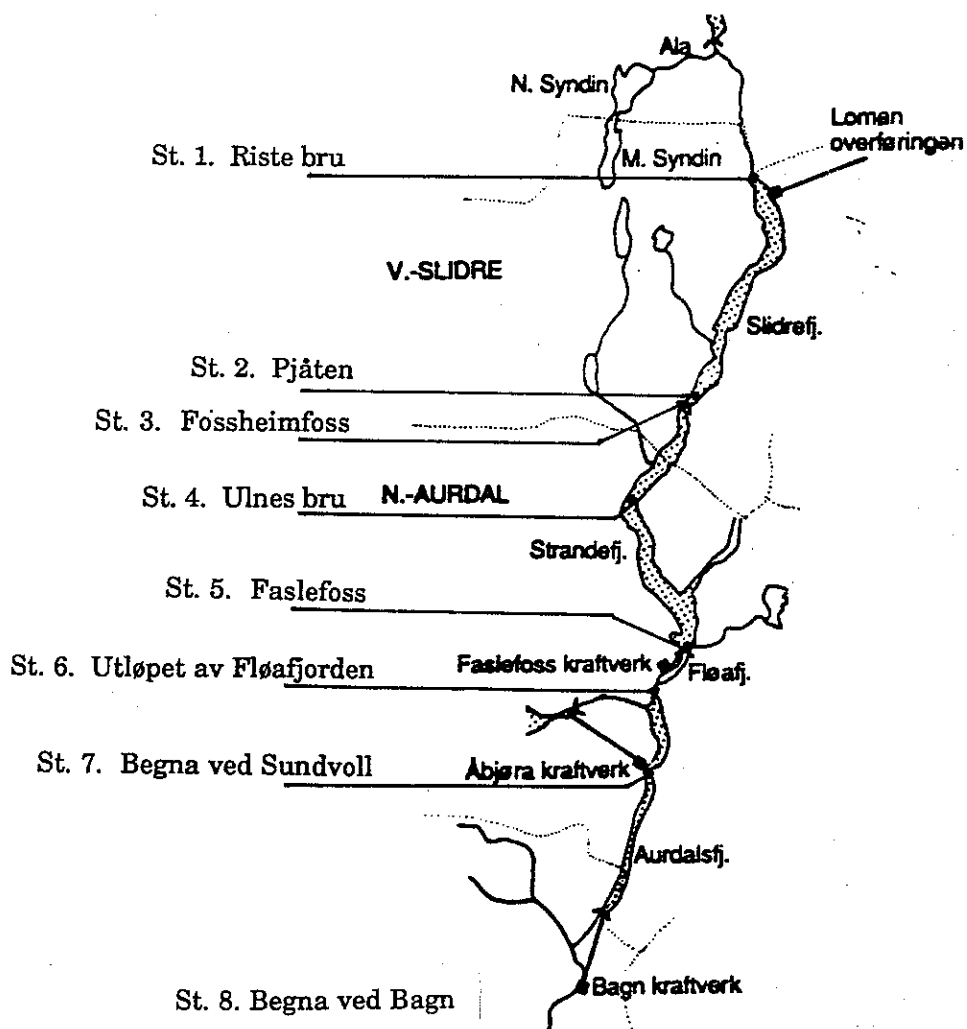 Ala
N. Syndin
Lomen
overføringen
St. 1. Riste bru
M. Syndin
V.-SLIDRE
Slidrefj.
St. 2. Pjåten
St. 3. Fossheimfoss
St. 4. Ulnes bru
N.-AURDAL
Strandefj.
St. 5. Faslefoss
St. 6. Utløpet av Fløafjorden
Faslefoss kraftverk
Fløafj.
St. 7. Begna ved Sundvoll
Åbjøra kraftverk
Aurdalsfj.
St. 8. Begna ved Bagn
Bagn kraftverk